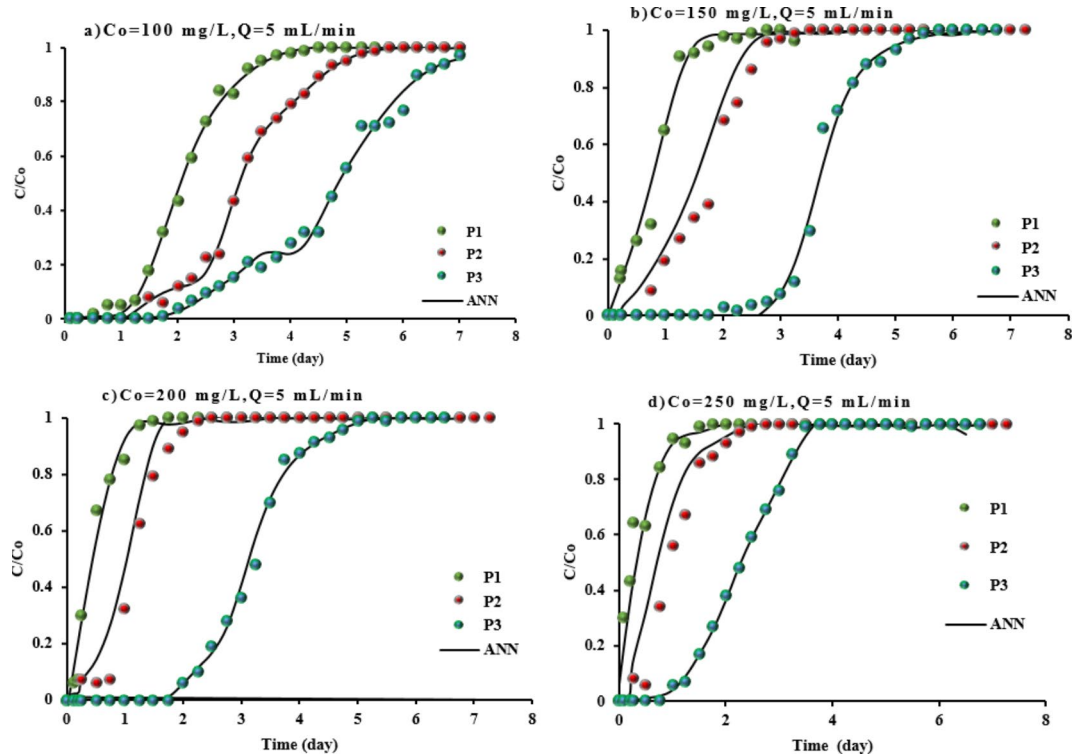 a)Co=100 mg/L,Q=5 mL/min
1
0.8
0.6
0.4
0.2
0
C/Co
0 1 2 3 4 5 6 7 8
Time (day)
P1
P2
P3
ANN
b)Co=150 mg/L,Q=5 mL/min
1
0.8
0.6
0.4
0.2
0
C/Co
0 1 2 3 4 5 6 7 8
Time (day)
P1
P2
P3
ANN
c)Co=200 mg/L,Q=5 mL/min
1
0.8
0.6
0.4
0.2
0
C/Co
0 1 2 3 4 5 6 7 8
Time (day)
P1
P2
P3
ANN
d)Co=250 mg/L,Q=5 mL/min
1
0.8
0.6
0.4
0.2
0
C/Co
0 2 4 6 8
Time (day)
P1
P2
P3
ANN